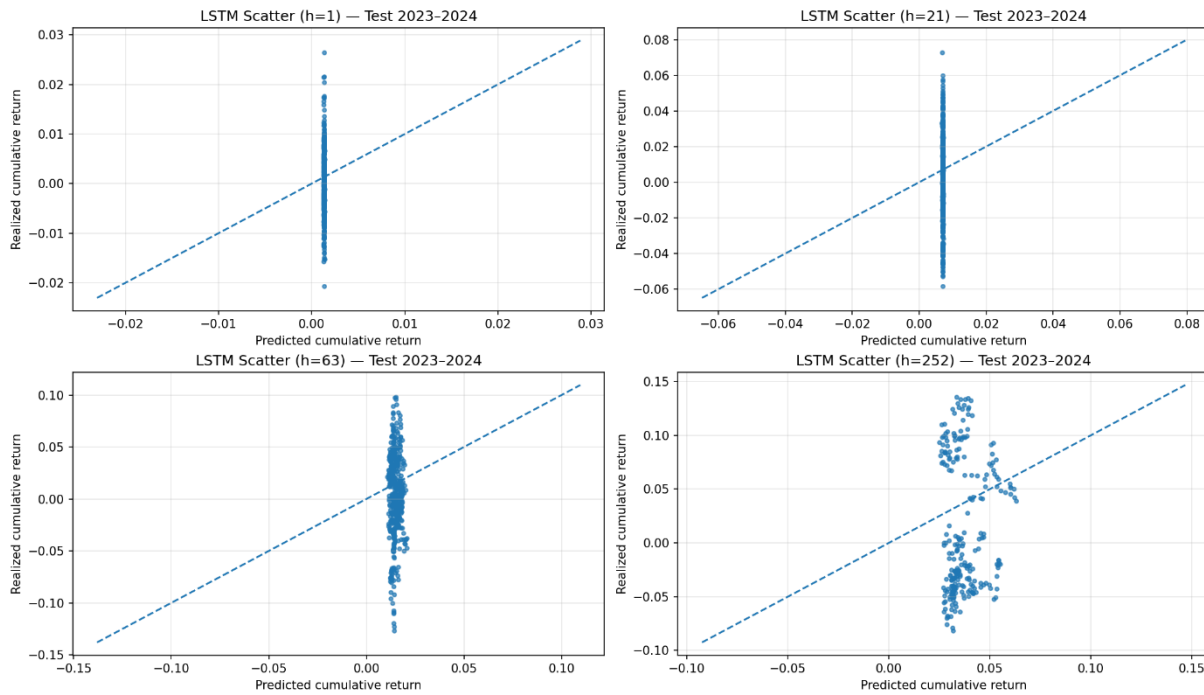 LSTM Scatter (h=1) — Test 2023–2024
0.03
0.02
0.01
0.00
−0.01
−0.02
Realized cumulative return
−0.02 −0.01 0.00 0.01 0.02 0.03
Predicted cumulative return
LSTM Scatter (h=21) — Test 2023–2024
0.08
0.06
0.04
0.02
0.00
−0.02
−0.04
−0.06
Realized cumulative return
−0.06 −0.04 −0.02 0.00 0.02 0.04 0.06 0.08
Predicted cumulative return
LSTM Scatter (h=63) — Test 2023–2024
0.10
0.05
0.00
−0.05
−0.10
−0.15
Realized cumulative return
−0.15 −0.10 −0.05 0.00 0.05 0.10
Predicted cumulative return
LSTM Scatter (h=252) — Test 2023–2024
0.15
0.10
0.05
0.00
−0.05
−0.10
Realized cumulative return
−0.10 −0.05 0.00 0.05 0.10 0.15
Predicted cumulative return